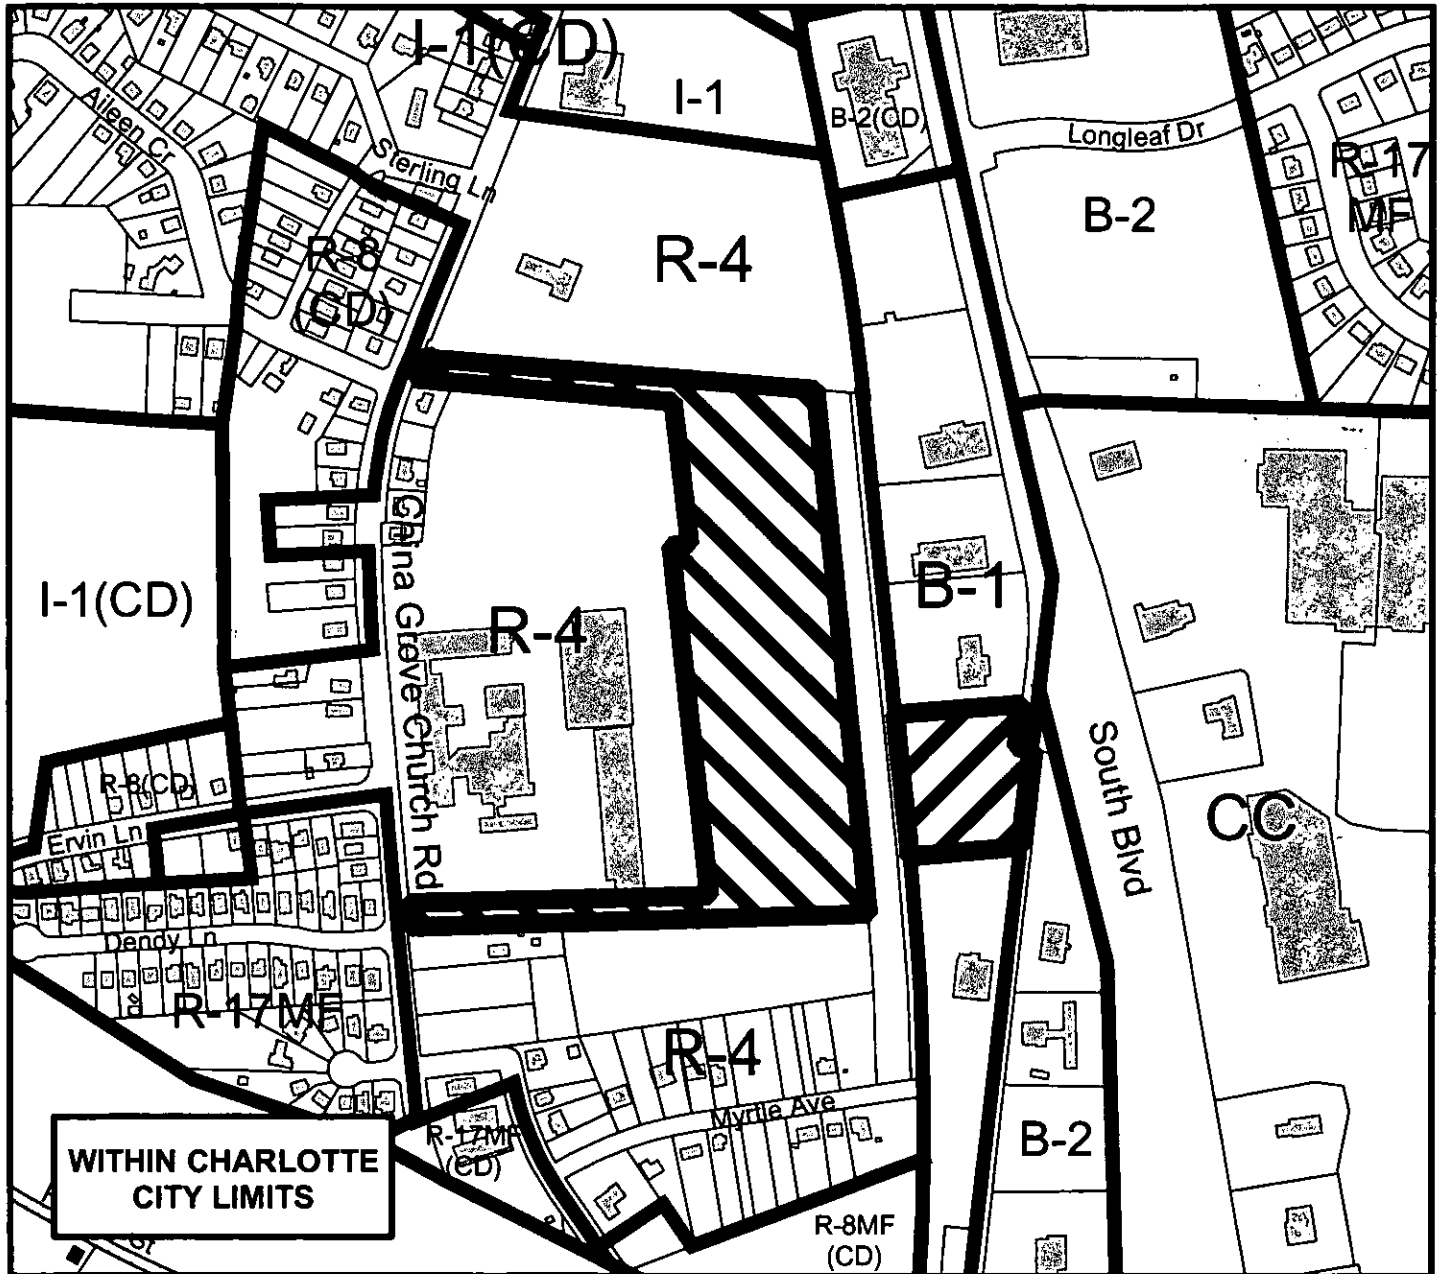 I-1(CD)
I-1
B-2(CD)
Longleaf Dr
Aileen Cr
Sterling Ln
R-17
MF
B-2
R-8
(CD)
R-4
I-1(CD)
China Grove Church Rd
R-4
B-1
South Blvd
CC
Ervin Ln
Dendy Ln
R-17MF
R-4
Myrtle Ave
R-17MF
(CD)
B-2
WITHIN CHARLOTTE
CITY LIMITS
R-8MF
(CD)
St